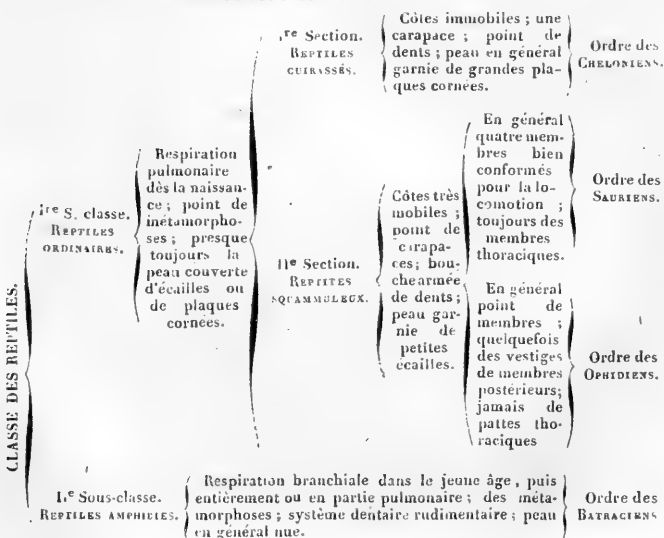 CLASSE DES REPTILES.
Ire S. classe.
REPTILES
ORDINAIRES.
Respiration
pulmonaire
dès la naissan-
ce; point de
métamorpho-
ses; presque
toujours la
peau couverte
d'écailles ou
de plaques
cornées.
Ire Section.
REPTILES
CUIRASSÉS.
Côtes immobiles; une
carapace; point de
dents; peau en général
garnie de grandes pla-
ques cornées.
Ordre des
CHELONIENS.
IIe Section.
REPTITES
SQUAMMULEUX.
Côtes très
mobiles;
point de
carapa-
ces; bou-
che armée
de dents;
peau gar-
nie de
petites
écailles.
En général
quatre mem-
bres bien
conformés
pour la lo-
comotion;
toujours des
membres
thoraciques.
Ordre des
SAURIENS.
En général
point de
membres;
quelquefois
des vestiges
de membres
postérieurs;
jamais de
pattes tho-
raciques
Ordre des
OPHIDIENS.
IIe Sous-classe.
REPTILES AMPHIBIES.
Respiration branchiale dans le jeune âge, puis
entièrement ou en partie pulmonaire; des méta-
morphoses; système dentaire rudimentaire; peau
en général nue.
Ordre des
BATRACIENS